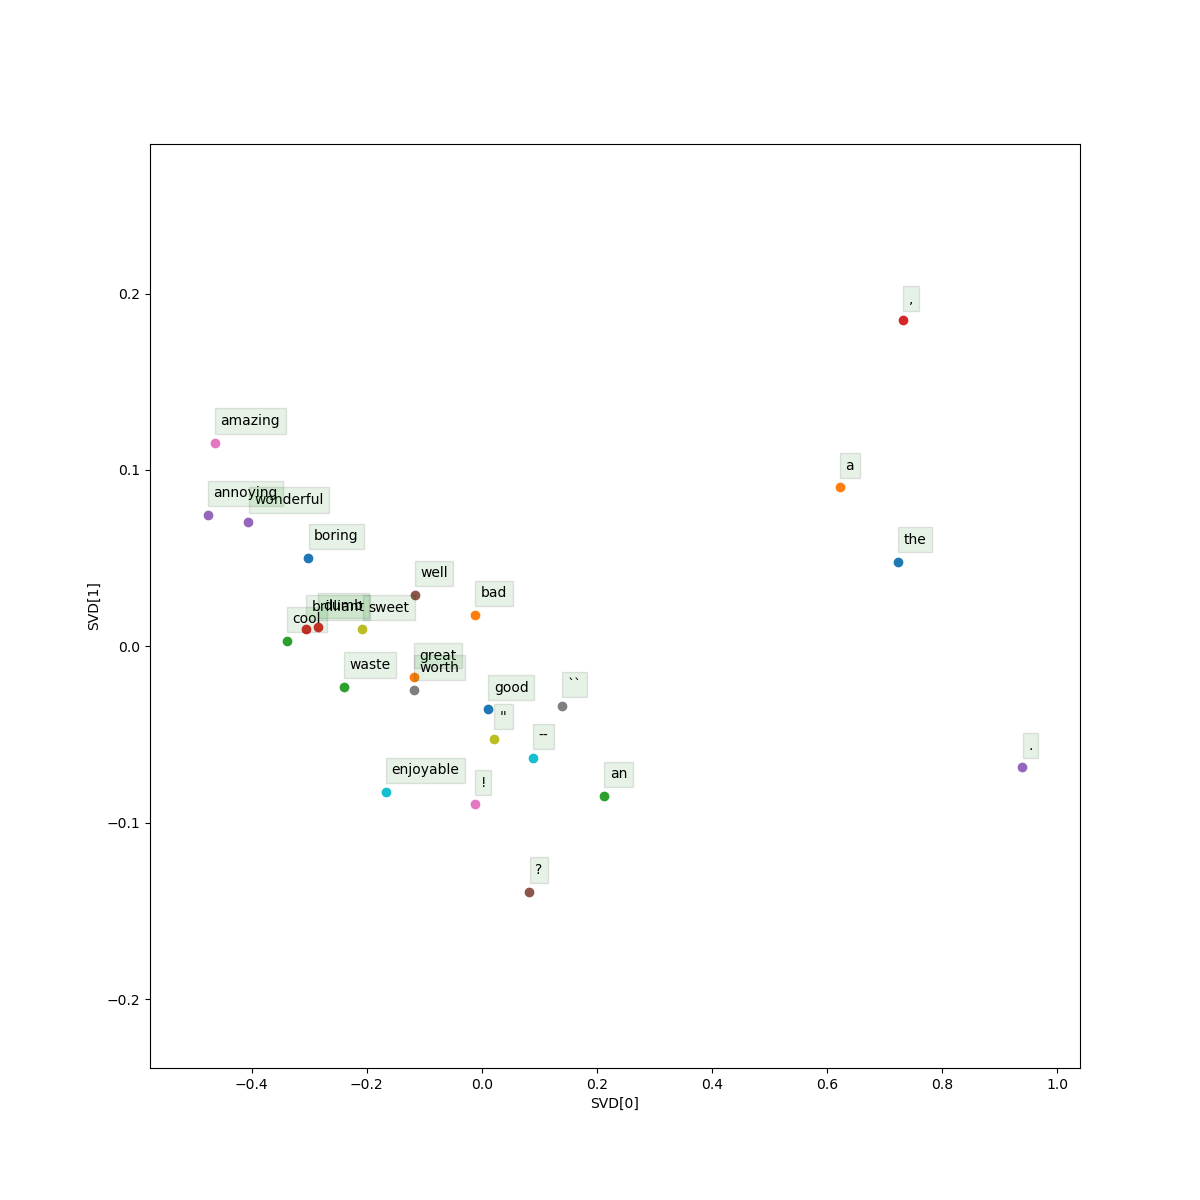 ,
0.2
amazing
a
0.1
annoying
wonderful
boring
the
well
bad
SVD[1]
brilliant
dumb
sweet
cool
0.0
great
waste
worth
good
``
"
--
.
enjoyable
!
an
−0.1
?
−0.2
−0.4 −0.2 0.0 0.2 0.4 0.6 0.8 1.0
SVD[0]